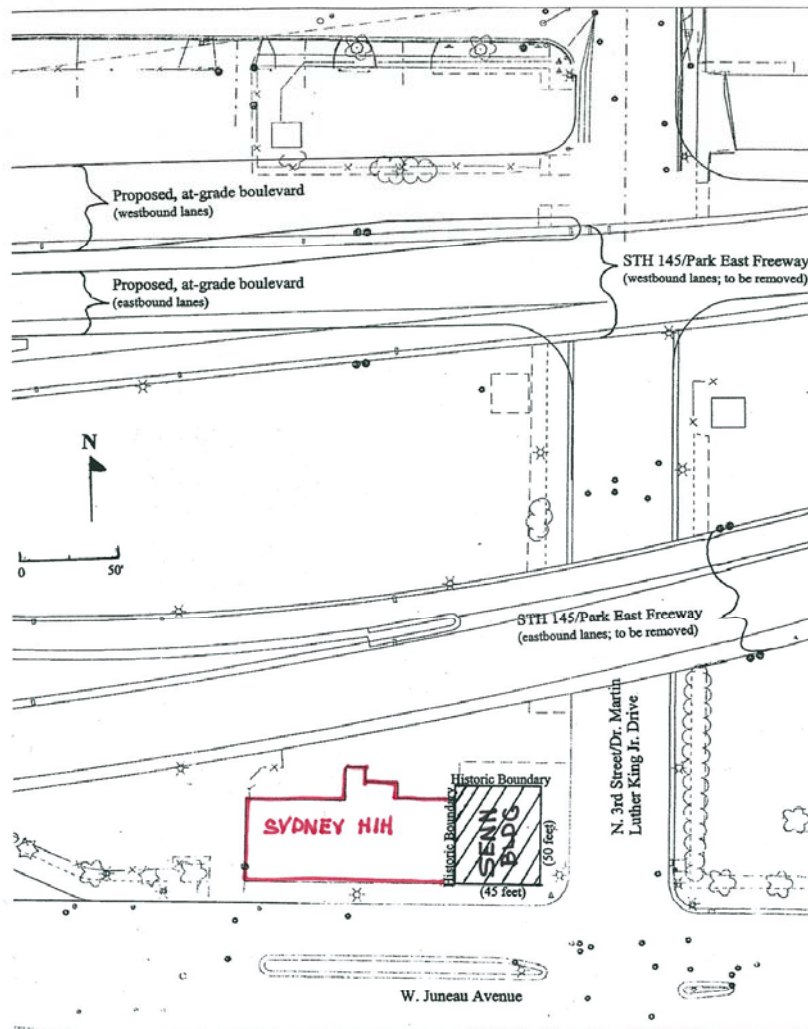 Proposed, at-grade boulevard
(westbound lanes)
STH 145/Park East Freeway
(westbound lanes; to be removed)
Proposed, at-grade boulevard
(eastbound lanes)
N
0 50'
STH 145/Park East Freeway
(eastbound lanes; to be removed)
N. 3rd Street/Dr. Martin
Luther King Jr. Drive
Historic Boundary
Historic Boundary
SYDNEY HIH
SENN
BLDG
(50 feet)
(45 feet)
W. Juneau Avenue